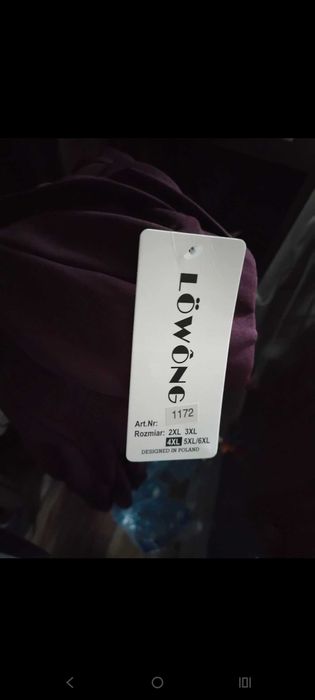 LÖWÔNG
Art.Nr: 1172
Rozmiar: 2XL 3XL
4XL 5XL/6XL
DESIGNED IN POLAND